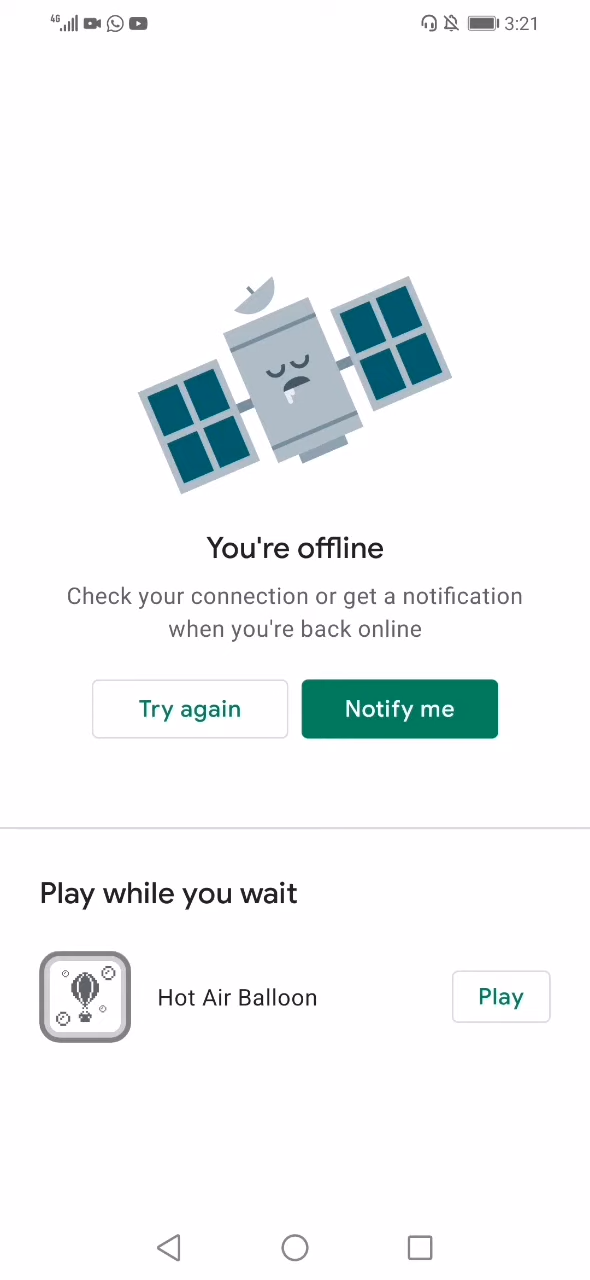 4G 3:21
You're offline
Check your connection or get a notification
when you're back online
Try again Notify me
Play while you wait
Hot Air Balloon Play